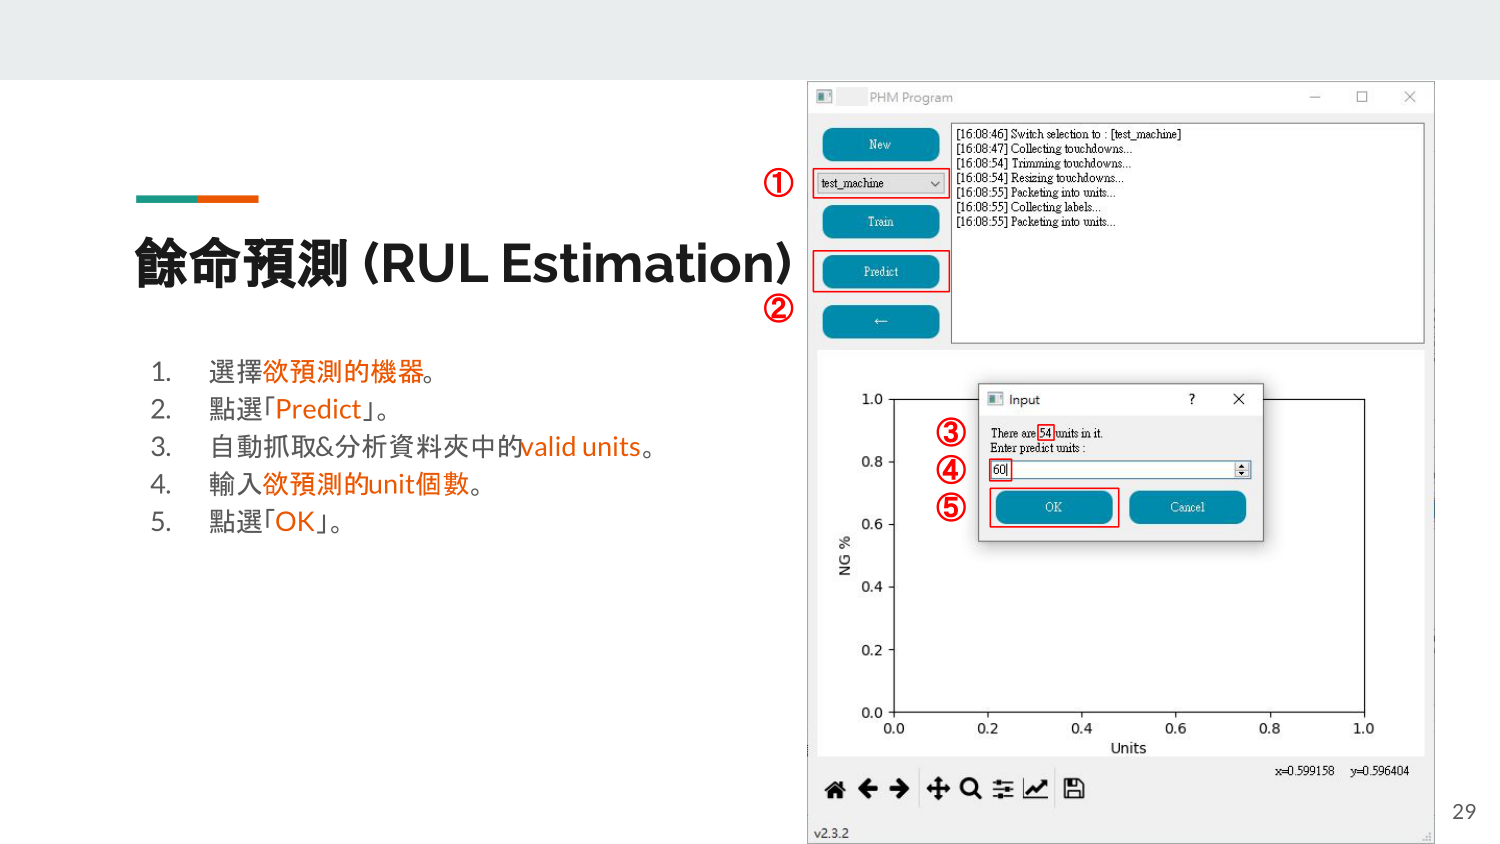 餘命預測 (RUL Estimation)
1. 選擇欲預測的機器。
2. 點選「Predict」。
3. 自動抓取&分析資料夾中的valid units。
4. 輸入欲預測的unit個數。
5. 點選「OK」。
PHM Program
New
① test_machine
Train
Predict
②
←
[16:08:46] Switch selection to : [test_machine]
[16:08:47] Collecting touchdowns...
[16:08:54] Trimming touchdowns...
[16:08:54] Resizing touchdowns...
[16:08:55] Packeting into units...
[16:08:55] Collecting labels...
[16:08:55] Packeting into units...
Input ?
③ There are 54 units in it.
Enter predict units :
④ 60
⑤ OK Cancel
1.0
0.8
0.6
0.4
0.2
0.0
NG %
0.0 0.2 0.4 0.6 0.8 1.0
Units
x=0.599158 y=0.596404
v2.3.2
29